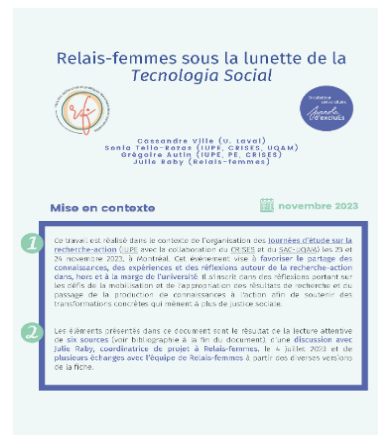 Relais-femmes sous la lunette de la
Tecnologia Social
Cassandre Ville (U. Laval)
Sonia Tello-Rozas (IUPE, CRISES, UQAM)
Grégoire Autin (IUPE, PE, CRISES)
Julie Raby (Relais-femmes)
Mise en contexte
novembre 2023
1
Ce travail est réalisé dans le contexte de l'organisation des Journées d'étude sur la
recherche-action (IUPE avec la collaboration du CRISES et du SAC-UQAM) les 23 et
24 novembre 2023, à Montréal. Cet événement vise à favoriser le partage des
connaissances, des expériences et des réflexions autour de la recherche-action
dans, hors et à la marge de l'université. Il s'inscrit dans des réflexions portant sur
les défis de la mobilisation et de l'appropriation des résultats de recherche et du
passage de la production de connaissances à l'action afin de soutenir des
transformations concrètes qui mènent à plus de justice sociale.
2
Les éléments présentés dans ce document sont le résultat de la lecture attentive
de six sources (voir bibliographie à la fin du document), d'une discussion avec
Julie Raby, coordinatrice de projet à Relais-femmes, le 4 juillet 2023 et de
plusieurs échanges avec l'équipe de Relais-femmes à partir des diverses versions
de la fiche.